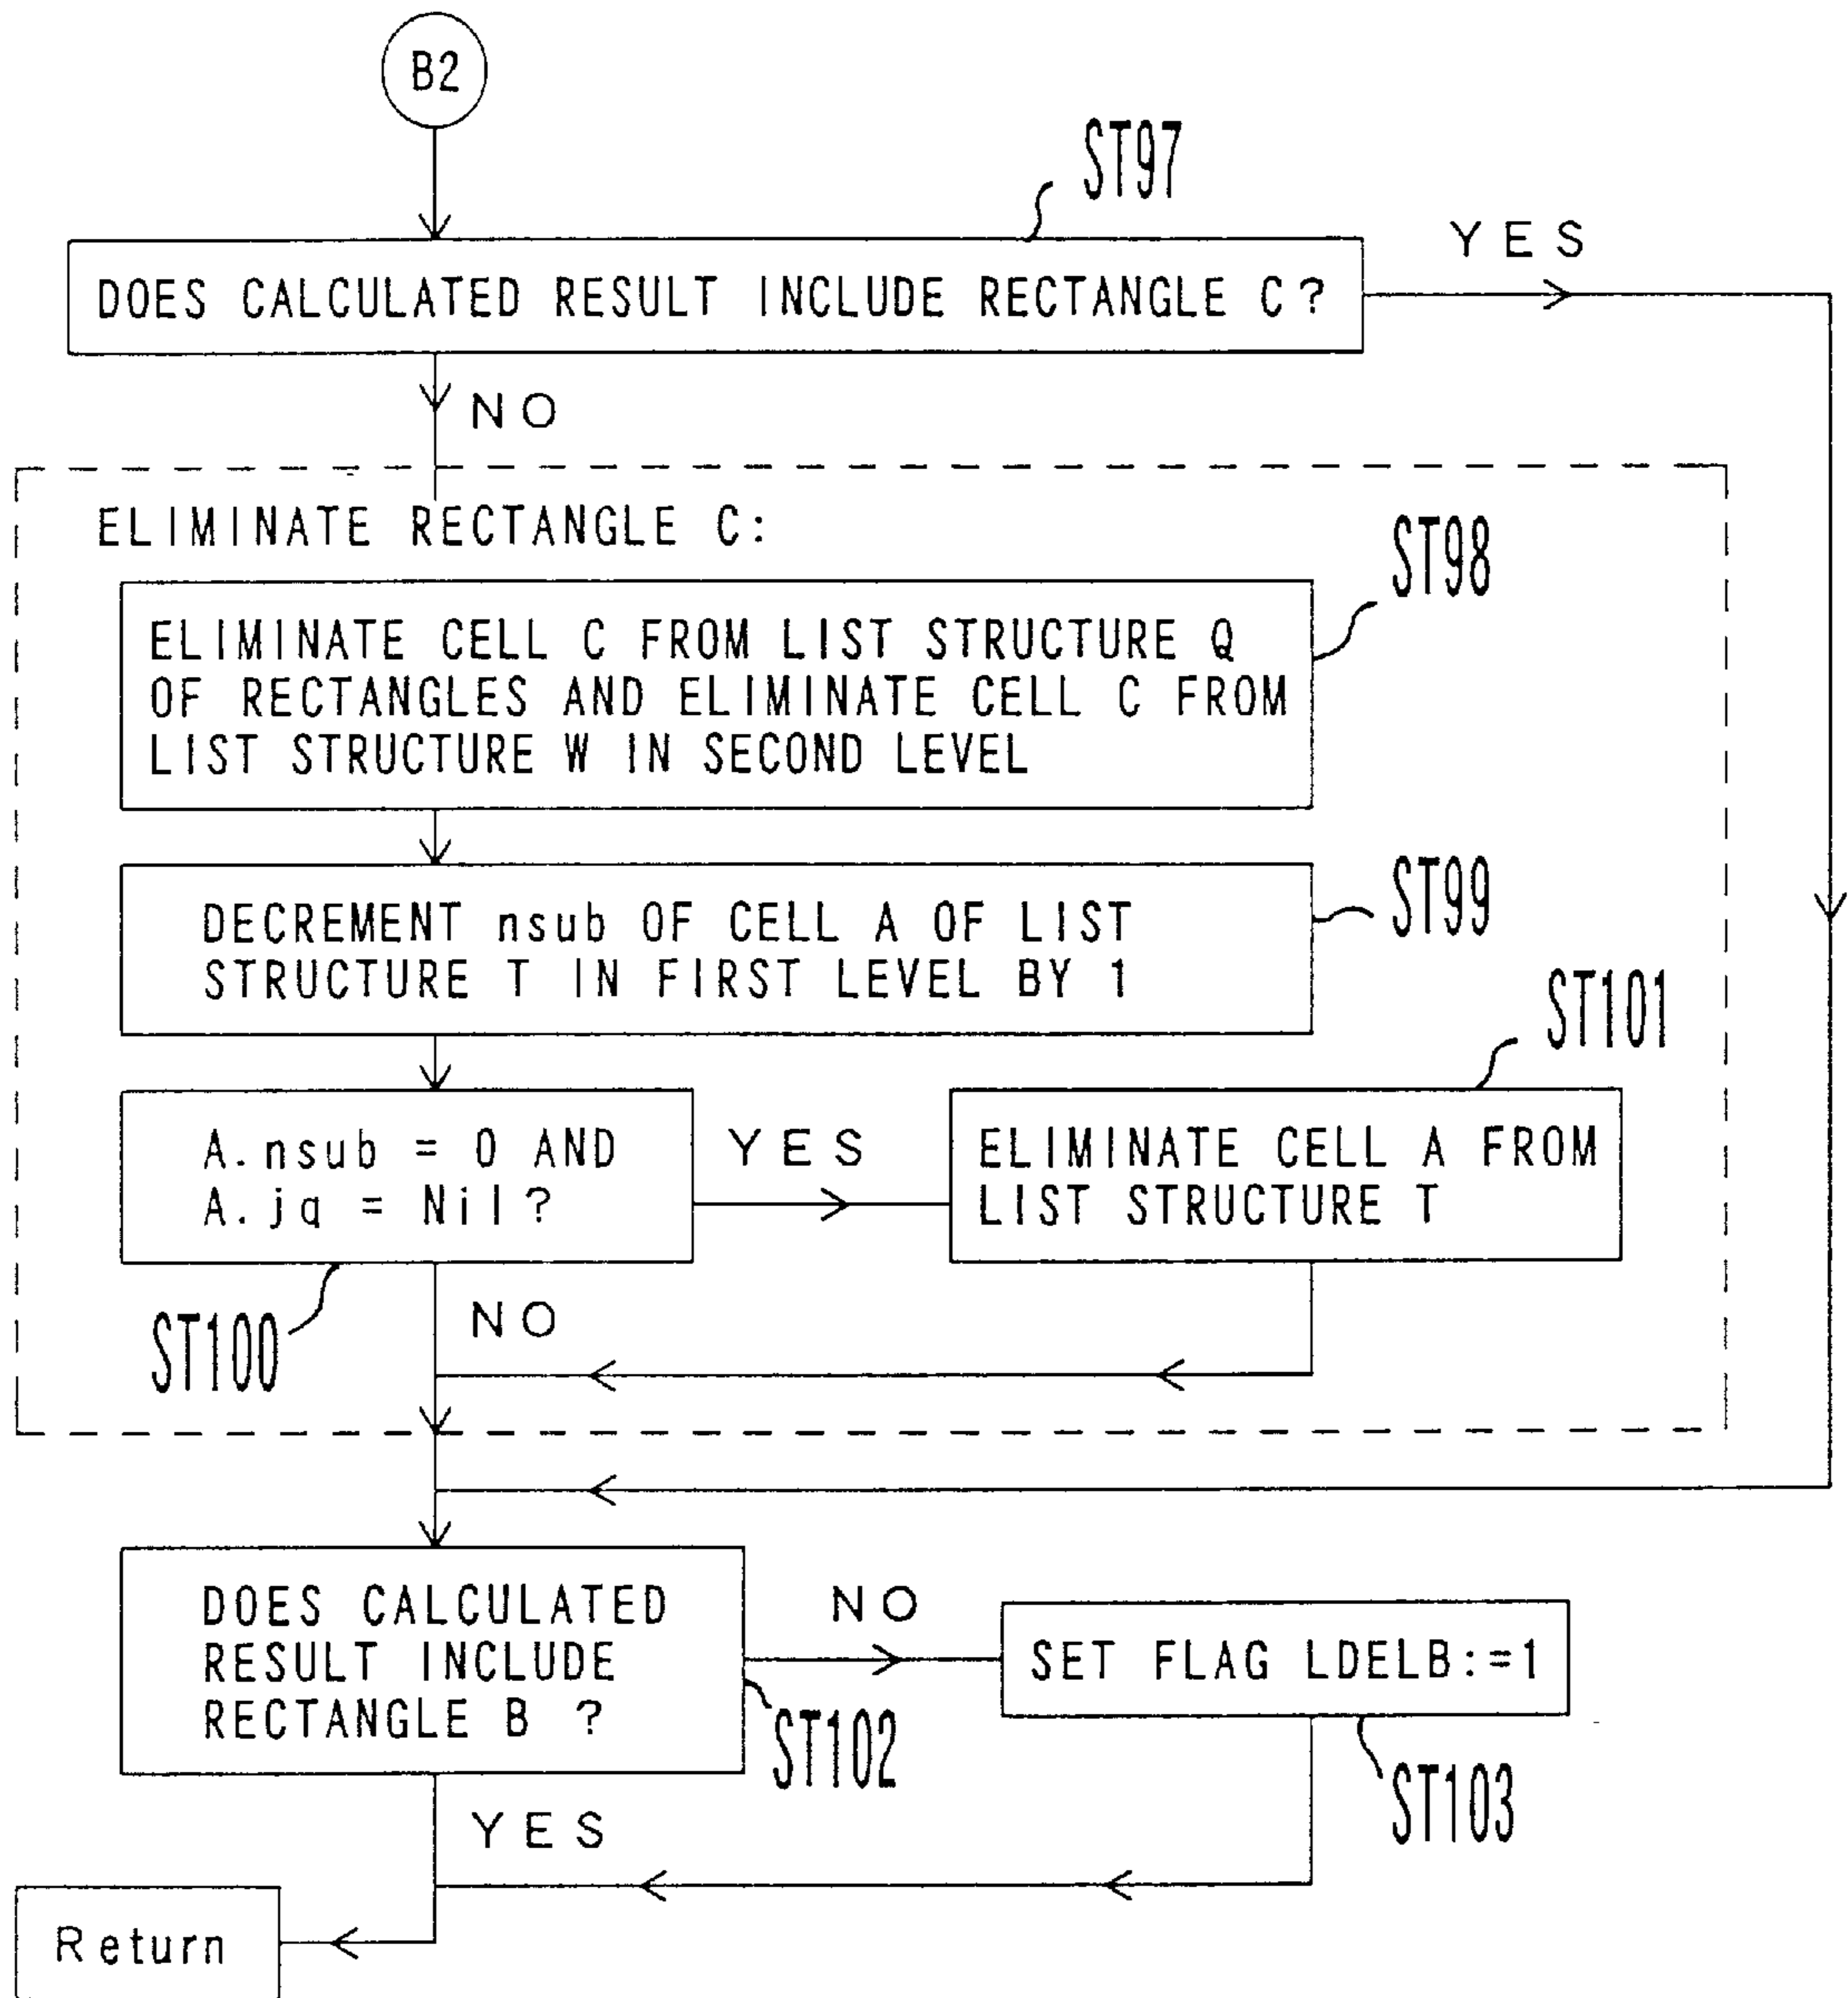 B2
ST97
DOES CALCULATED RESULT INCLUDE RECTANGLE C?
YES
NO
ELIMINATE RECTANGLE C:
ST98
ELIMINATE CELL C FROM LIST STRUCTURE Q
OF RECTANGLES AND ELIMINATE CELL C FROM
LIST STRUCTURE W IN SECOND LEVEL
ST99
DECREMENT nsub OF CELL A OF LIST
STRUCTURE T IN FIRST LEVEL BY 1
ST101
A.nsub = 0 AND
A.jq = Nil?
YES
ELIMINATE CELL A FROM
LIST STRUCTURE T
ST100
NO
DOES CALCULATED
RESULT INCLUDE
RECTANGLE B ?
NO
SET FLAG LDELB:=1
ST102
ST103
YES
Return